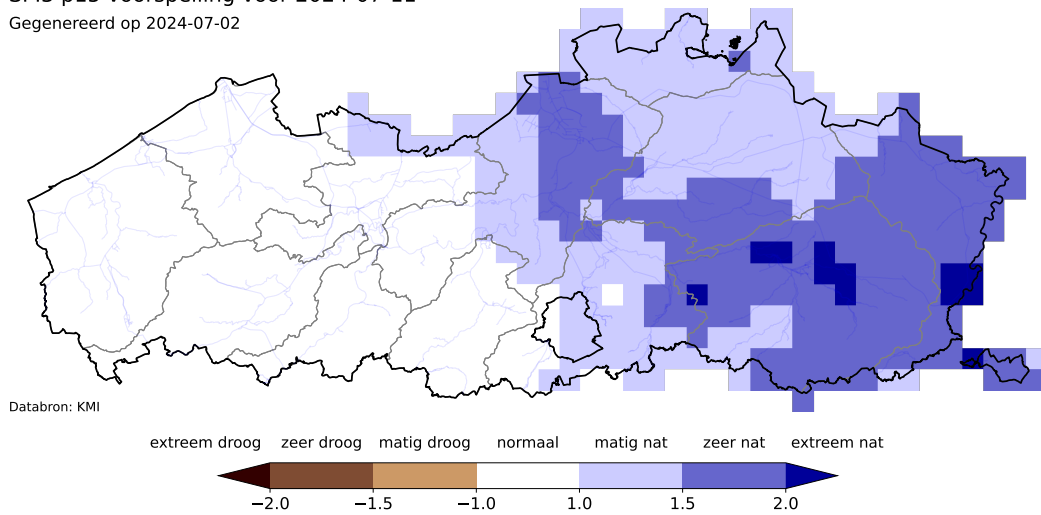 Gegenereerd op 2024-07-02
Databron: KMI
extreem droog zeer droog matig droog normaal matig nat zeer nat extreem nat
−2.0 −1.5 −1.0 1.0 1.5 2.0